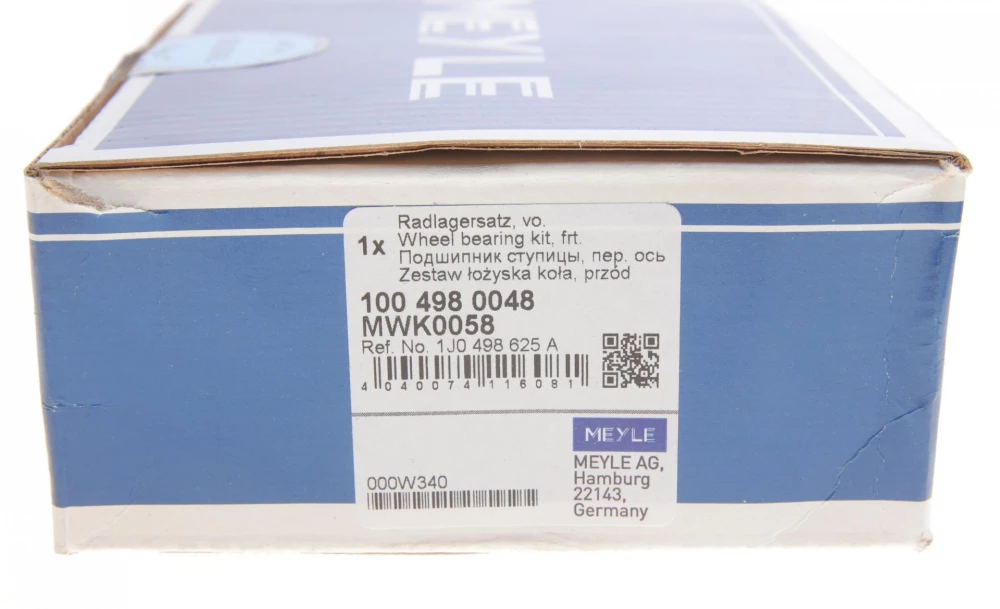 MEYLE
Radlagersatz, vo.
1x Wheel bearing kit, frt.
Подшипник ступицы, пер. ось
Zestaw łożyska koła, przód
100 498 0048
MWK0058
Ref. No. 1J0 498 625 A
4 040074 116081
MEYLE
000W340
MEYLE AG,
Hamburg
22143,
Germany